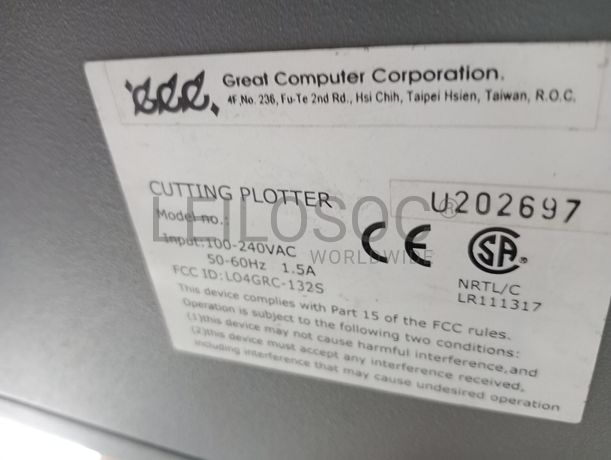 GCC
Great Computer Corporation.
4F,No. 236, Fu-Te 2nd Rd., Hsi Chih, Taipei Hsien, Taiwan, R.O.C.
CUTTING PLOTTER
U202697
Model no.:
LEILOSOC®
WORLDWIDE
Input:100-240VAC
50-60Hz 1.5A
CE
SA®
NRTL/C
LR111317
FCC ID:LO4GRC-132S
This device complies with Part 15 of the FCC rules.
Operation is subject to the following two conditions:
(1)this device may not cause harmful interference,and
(2)this device must accept any interference received,
including interference that may cause undesired operation